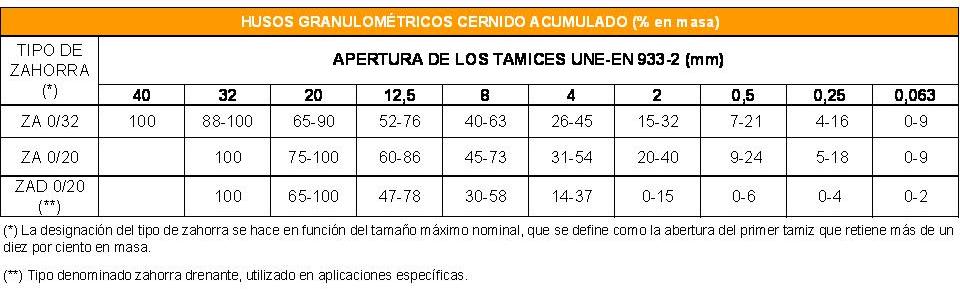 HUSOS GRANULOMÉTRICOS CERNIDO ACUMULADO (% en masa)
TIPO DE ZAHORRA (*) APERTURA DE LOS TAMICES UNE-EN 933-2 (mm)
40 32 20 12,5 8 4 2 0,5 0,25 0,063
ZA 0/32 100 88-100 65-90 52-76 40-63 26-45 15-32 7-21 4-16 0-9
ZA 0/20 100 75-100 60-86 45-73 31-54 20-40 9-24 5-18 0-9
ZAD 0/20 (**) 100 65-100 47-78 30-58 14-37 0-15 0-6 0-4 0-2
(*) La designación del tipo de zahorra se hace en función del tamaño máximo nominal, que se define como la abertura del primer tamiz que retiene más de un
diez por ciento en masa.
(**) Tipo denominado zahorra drenante, utilizado en aplicaciones específicas.